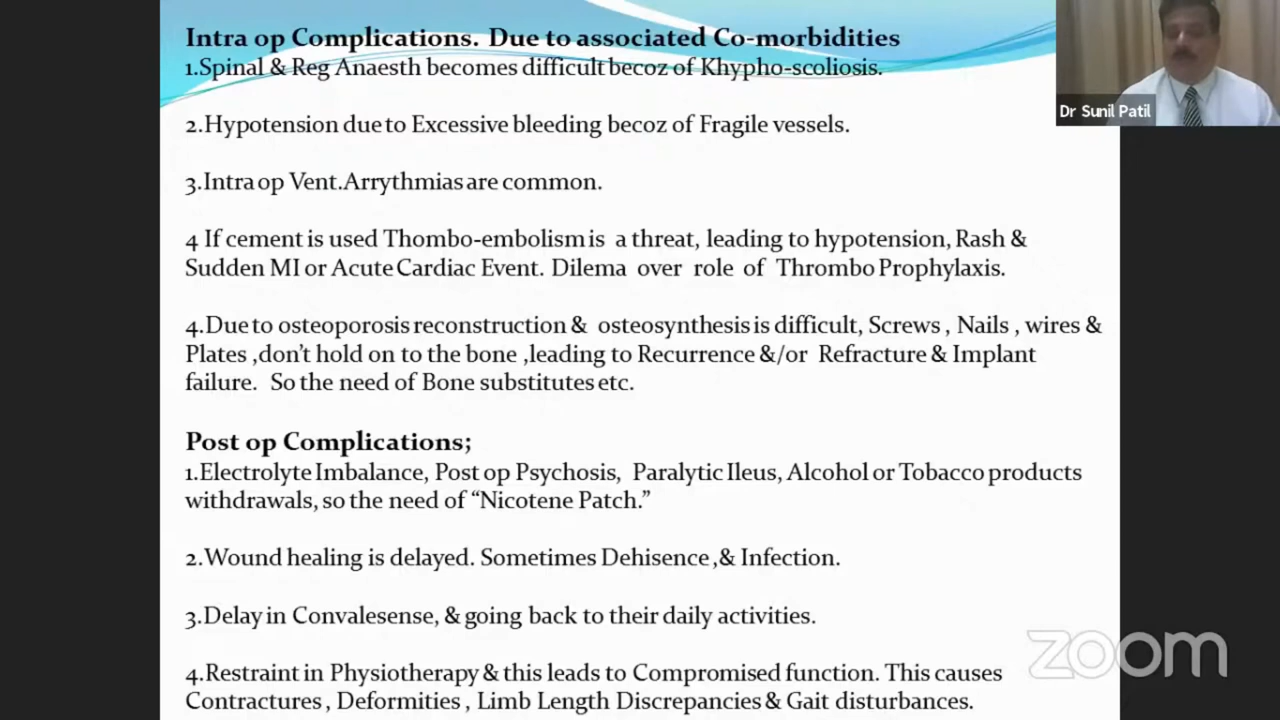 Intra op Complications. Due to associated Co-morbidities
1.Spinal & Reg Anaesth becomes difficult becoz of Khypho-scoliosis.
2.Hypotension due to Excessive bleeding becoz of Fragile vessels.
3.Intra op Vent.Arrythmias are common.
4 If cement is used Thombo-embolism is a threat, leading to hypotension, Rash &
Sudden MI or Acute Cardiac Event. Dilema over role of Thrombo Prophylaxis.
4.Due to osteoporosis reconstruction & osteosynthesis is difficult, Screws , Nails , wires &
Plates ,don't hold on to the bone ,leading to Recurrence &/or Refracture & Implant
failure. So the need of Bone substitutes etc.
Post op Complications;
1.Electrolyte Imbalance, Post op Psychosis, Paralytic Ileus, Alcohol or Tobacco products
withdrawals, so the need of “Nicotene Patch.”
2.Wound healing is delayed. Sometimes Dehisence ,& Infection.
3.Delay in Convalesense, & going back to their daily activities.
4.Restraint in Physiotherapy & this leads to Compromised function. This causes
Contractures , Deformities , Limb Length Discrepancies & Gait disturbances.
Dr Sunil Patil
zoom